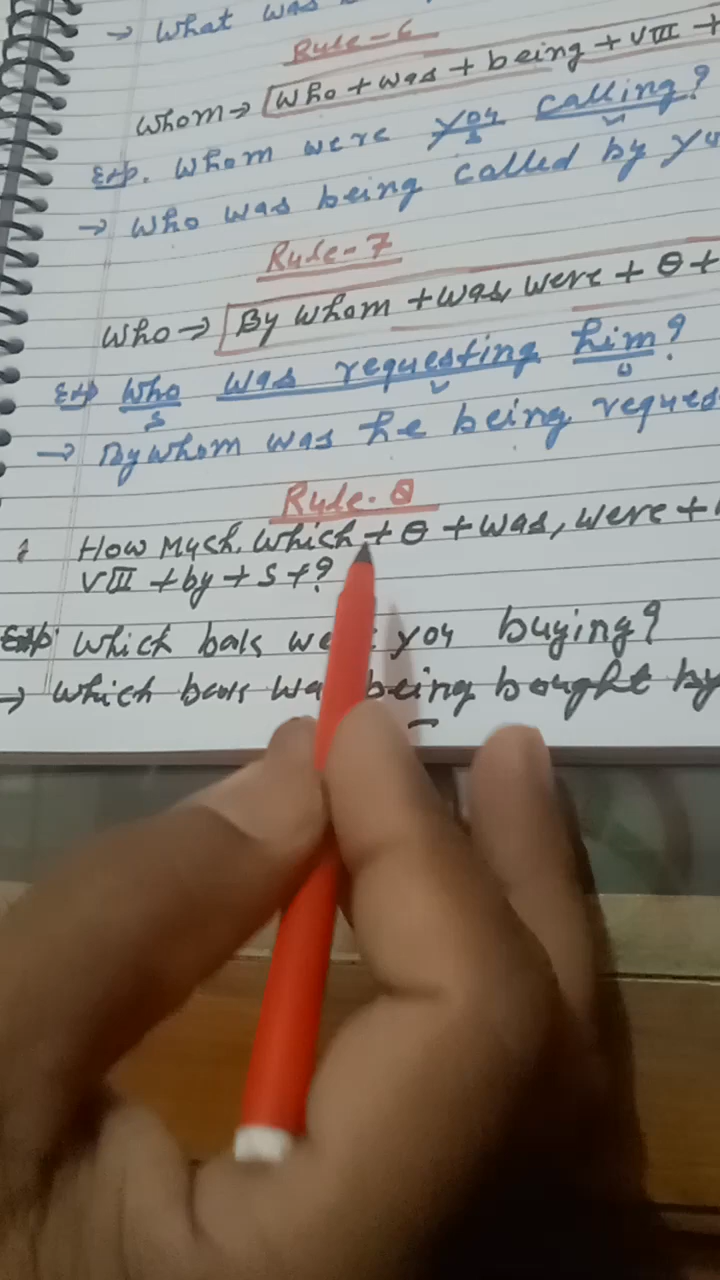 → What was
Rule-6
Whom→ Who + was + being + VIII +
Exp. Whom were you calling?
S V
→ Who was being called by you
Rule-7
Who → By whom + was, were + O +
Exp Who was requesting him?
S V O
→ By whom was he being reques
Rule-8
How Much, Which + O + was, were +
VIII + by + S + ?
Exp: Which were you buying?
→ Which being bought by